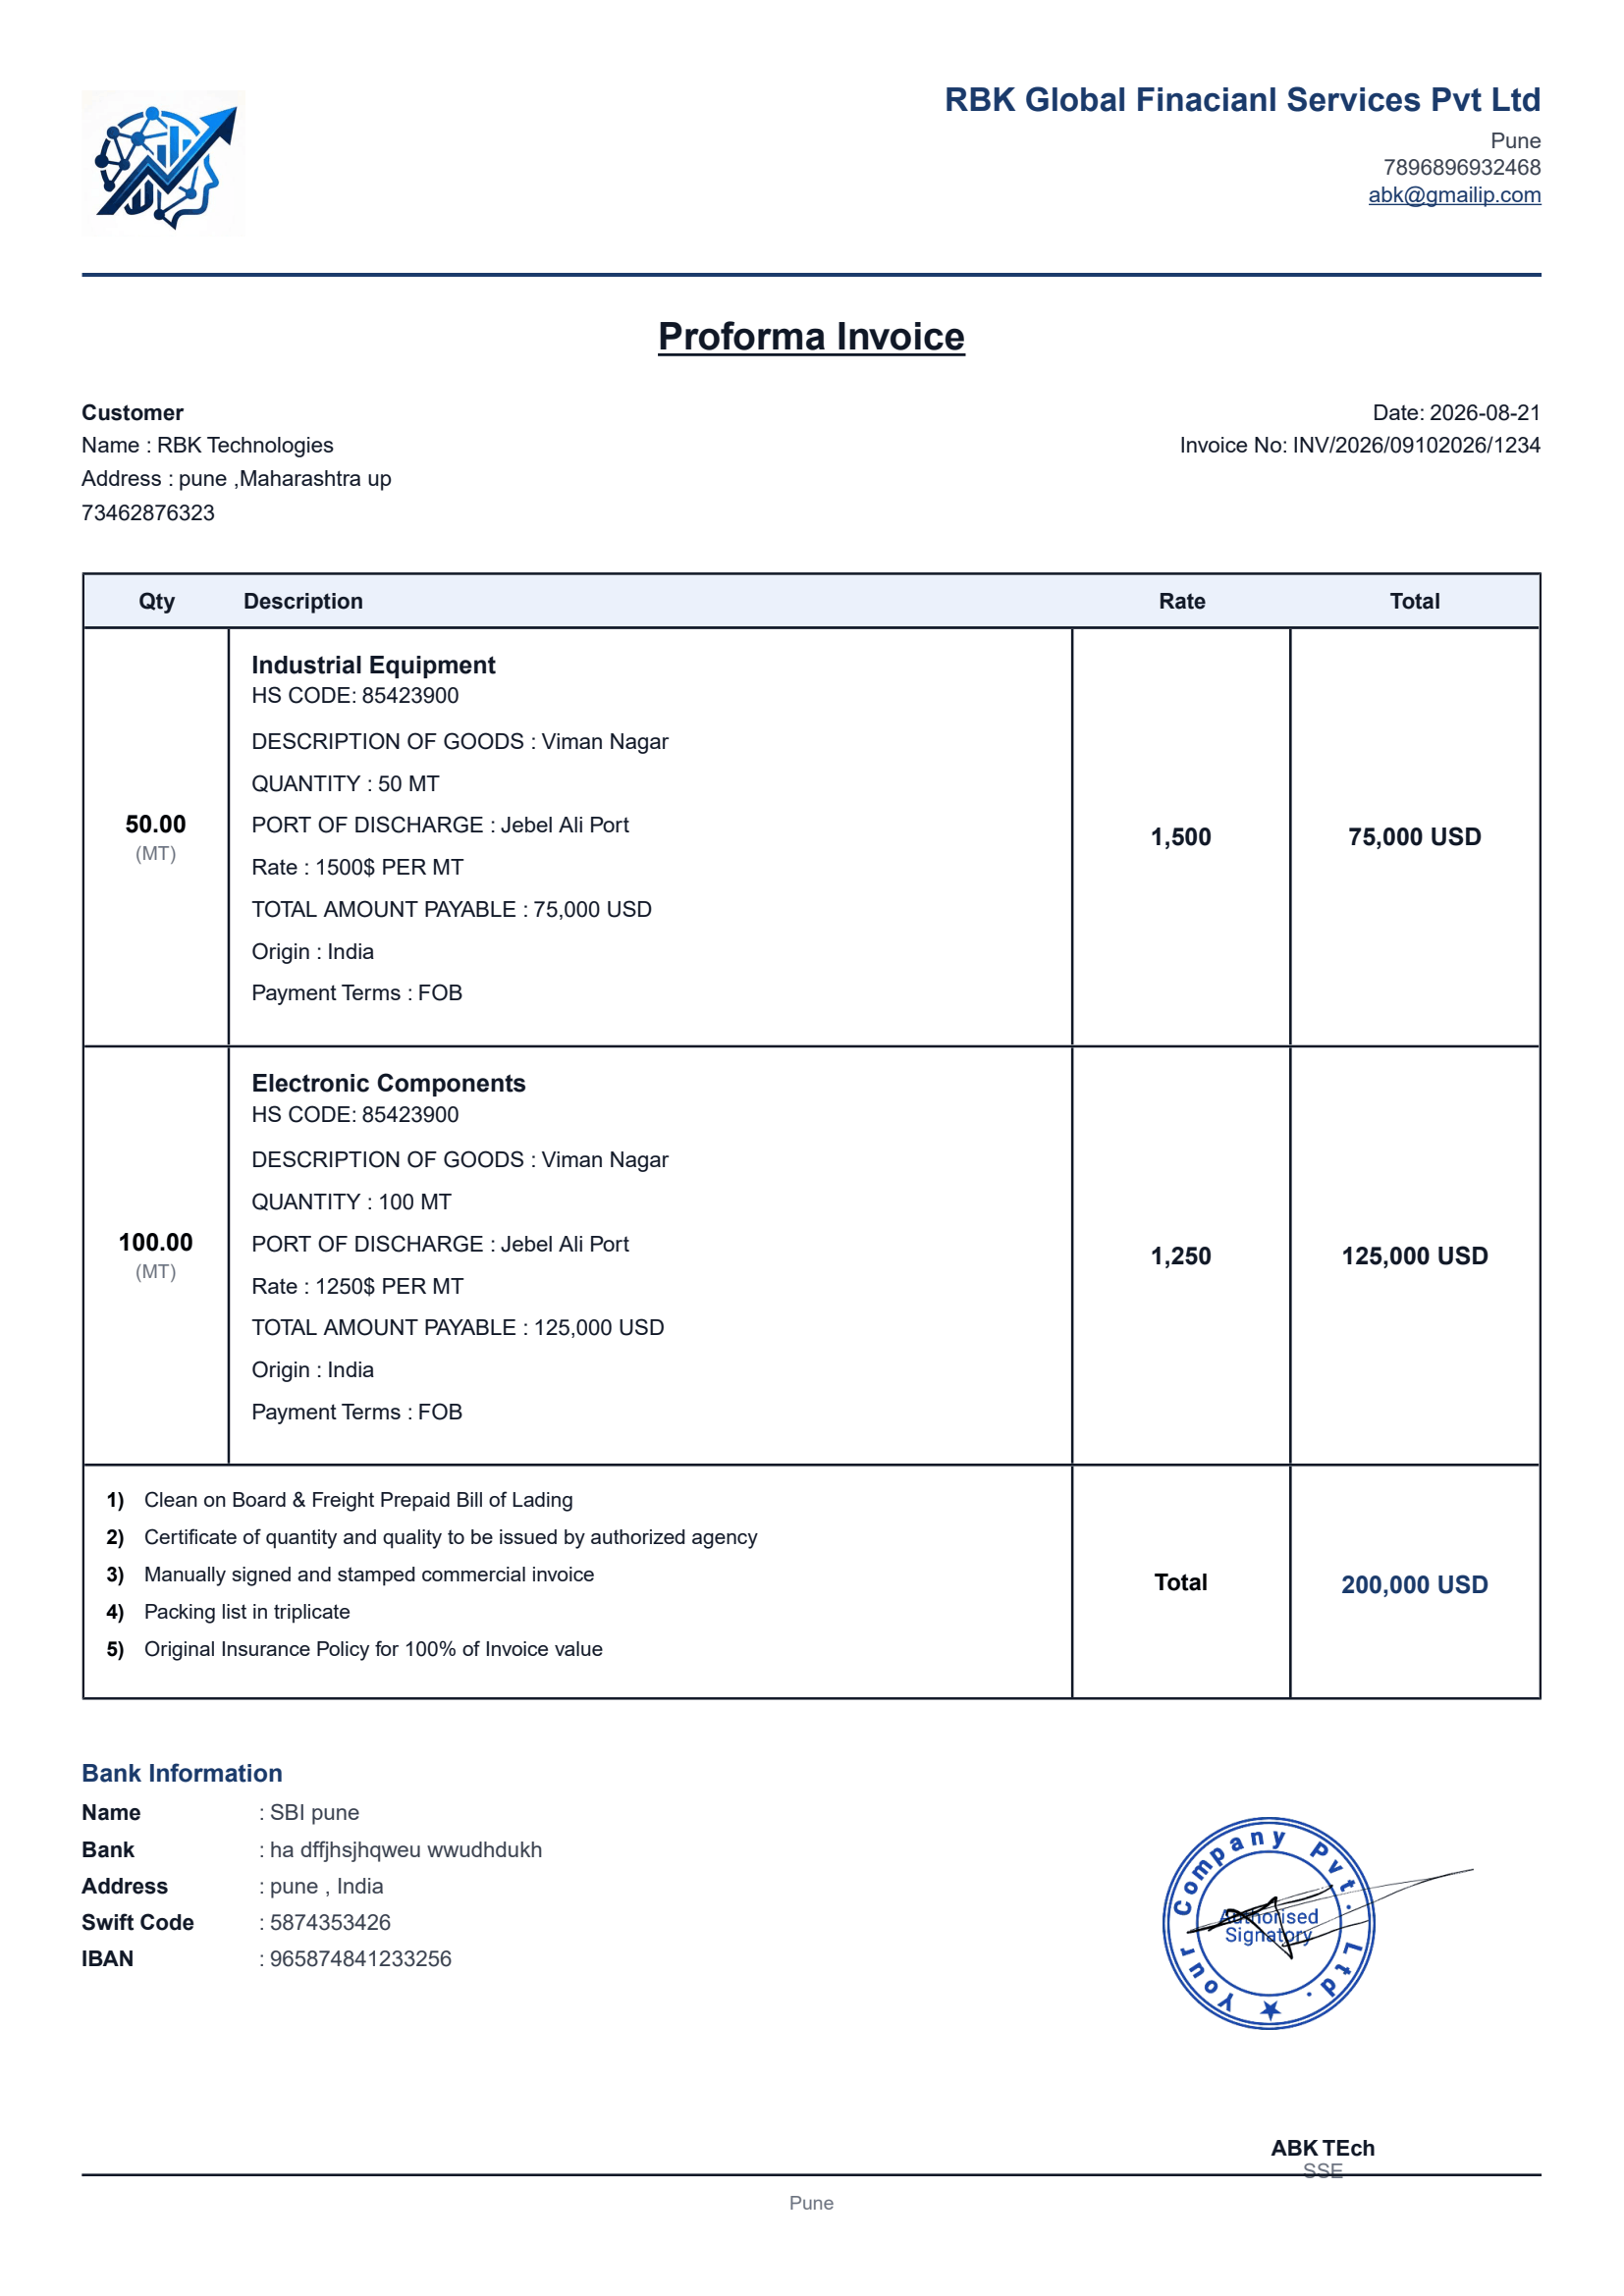 RBK Global Finacianl Services Pvt Ltd
Pune
7896896932468
abk@gmailip.com
Proforma Invoice
Customer
Name : RBK Technologies
Address : pune ,Maharashtra up
73462876323
Date: 2026-08-21
Invoice No: INV/2026/09102026/1234
Qty Description Rate Total
Industrial Equipment
HS CODE: 85423900
DESCRIPTION OF GOODS : Viman Nagar
QUANTITY : 50 MT
PORT OF DISCHARGE : Jebel Ali Port
Rate : 1500$ PER MT
TOTAL AMOUNT PAYABLE : 75,000 USD
Origin : India
Payment Terms : FOB
50.00
(MT)
1,500
75,000 USD
Electronic Components
HS CODE: 85423900
DESCRIPTION OF GOODS : Viman Nagar
QUANTITY : 100 MT
PORT OF DISCHARGE : Jebel Ali Port
Rate : 1250$ PER MT
TOTAL AMOUNT PAYABLE : 125,000 USD
Origin : India
Payment Terms : FOB
100.00
(MT)
1,250
125,000 USD
1) Clean on Board & Freight Prepaid Bill of Lading
2) Certificate of quantity and quality to be issued by authorized agency
3) Manually signed and stamped commercial invoice
4) Packing list in triplicate
5) Original Insurance Policy for 100% of Invoice value
Total
200,000 USD
Bank Information
Name : SBI pune
Bank : ha dffjhsjhqweu wwudhdukh
Address : pune , India
Swift Code : 5874353426
IBAN : 965874841233256
Your Company Pvt. Ltd.
Authorised
Signatory
ABK TEch
SSE
Pune